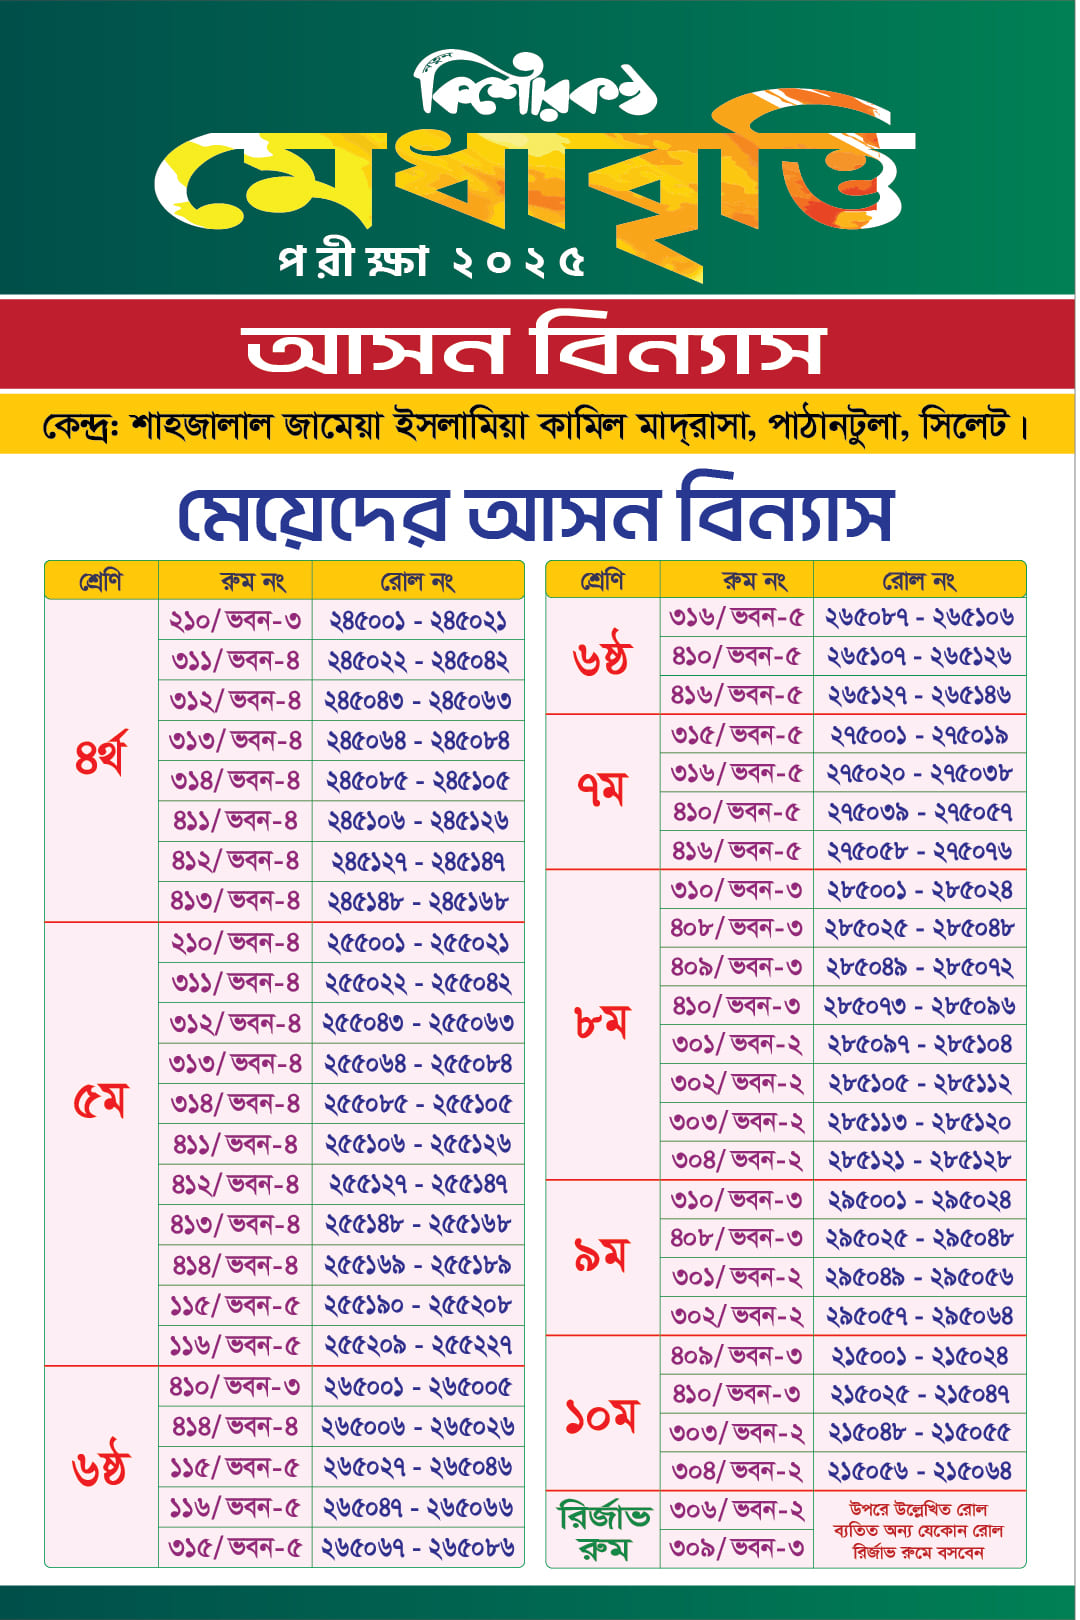 নতুন
কিশোরকণ্ঠ
মেধাবৃত্তি
পরীক্ষা ২০২৫
আসন বিন্যাস
কেন্দ্র: শাহজালাল জামেয়া ইসলামিয়া কামিল মাদ্‌রাসা, পাঠানটুলা, সিলেট।
মেয়েদের আসন বিন্যাস
শ্রেণি রুম নং রোল নং
৪র্থ
২১০/ ভবন-৩ ২৪৫০০১ - ২৪৫০২১
৩১১/ ভবন-৪ ২৪৫০২২ - ২৪৫০৪২
৩১২/ ভবন-৪ ২৪৫০৪৩ - ২৪৫০৬৩
৩১৩/ ভবন-৪ ২৪৫০৬৪ - ২৪৫০৮৪
৩১৪/ ভবন-৪ ২৪৫০৮৫ - ২৪৫১০৫
৪১১/ ভবন-৪ ২৪৫১০৬ - ২৪৫১২৬
৪১২/ ভবন-৪ ২৪৫১২৭ - ২৪৫১৪৭
৪১৩/ ভবন-৪ ২৪৫১৪৮ - ২৪৫১৬৮
৫ম
২১০/ ভবন-৪ ২৫৫০০১ - ২৫৫০২১
৩১১/ ভবন-৪ ২৫৫০২২ - ২৫৫০৪২
৩১২/ ভবন-৪ ২৫৫০৪৩ - ২৫৫০৬৩
৩১৩/ ভবন-৪ ২৫৫০৬৪ - ২৫৫০৮৪
৩১৪/ ভবন-৪ ২৫৫০৮৫ - ২৫৫১০৫
৪১১/ ভবন-৪ ২৫৫১০৬ - ২৫৫১২৬
৪১২/ ভবন-৪ ২৫৫১২৭ - ২৫৫১৪৭
৪১৩/ ভবন-৪ ২৫৫১৪৮ - ২৫৫১৬৮
৪১৪/ ভবন-৪ ২৫৫১৬৯ - ২৫৫১৮৯
১১৫/ ভবন-৫ ২৫৫১৯০ - ২৫৫২০৮
১১৬/ ভবন-৫ ২৫৫২০৯ - ২৫৫২২৭
৬ষ্ঠ
৪১০/ ভবন-৩ ২৬৫০০১ - ২৬৫০০৫
৪১৪/ ভবন-৪ ২৬৫০০৬ - ২৬৫০২৬
১১৫/ ভবন-৫ ২৬৫০২৭ - ২৬৫০৪৬
১১৬/ ভবন-৫ ২৬৫০৪৭ - ২৬৫০৬৬
৩১৫/ ভবন-৫ ২৬৫০৬৭ - ২৬৫০৮৬
শ্রেণি রুম নং রোল নং
৬ষ্ঠ
৩১৬/ ভবন-৫ ২৬৫০৮৭ - ২৬৫১০৬
৪১০/ ভবন-৫ ২৬৫১০৭ - ২৬৫১২৬
৪১৬/ ভবন-৫ ২৬৫১২৭ - ২৬৫১৪৬
৭ম
৩১৫/ ভবন-৫ ২৭৫০০১ - ২৭৫০১৯
৩১৬/ ভবন-৫ ২৭৫০২০ - ২৭৫০৩৮
৪১০/ ভবন-৫ ২৭৫০৩৯ - ২৭৫০৫৭
৪১৬/ ভবন-৫ ২৭৫০৫৮ - ২৭৫০৭৬
৮ম
৩১০/ ভবন-৩ ২৮৫০০১ - ২৮৫০২৪
৪০৮/ ভবন-৩ ২৮৫০২৫ - ২৮৫০৪৮
৪০৯/ ভবন-৩ ২৮৫০৪৯ - ২৮৫০৭২
৪১০/ ভবন-৩ ২৮৫০৭৩ - ২৮৫০৯৬
৩০১/ ভবন-২ ২৮৫০৯৭ - ২৮৫১০৪
৩০২/ ভবন-২ ২৮৫১০৫ - ২৮৫১১২
৩০৩/ ভবন-২ ২৮৫১১৩ - ২৮৫১২০
৩০৪/ ভবন-২ ২৮৫১২১ - ২৮৫১২৮
৯ম
৩১০/ ভবন-৩ ২৯৫০০১ - ২৯৫০২৪
৪০৮/ ভবন-৩ ২৯৫০২৫ - ২৯৫০৪৮
৩০১/ ভবন-২ ২৯৫০৪৯ - ২৯৫০৫৬
৩০২/ ভবন-২ ২৯৫০৫৭ - ২৯৫০৬৪
১০ম
৪০৯/ ভবন-৩ ২১৫০০১ - ২১৫০২৪
৪১০/ ভবন-৩ ২১৫০২৫ - ২১৫০৪৭
৩০৩/ ভবন-২ ২১৫০৪৮ - ২১৫০৫৫
৩০৪/ ভবন-২ ২১৫০৫৬ - ২১৫০৬৪
রির্জাভ
রুম
৩০৬/ ভবন-২
৩০৯/ ভবন-৩
উপরে উল্লেখিত রোল
ব্যতিত অন্য যেকোন রোল
রির্জাভ রুমে বসবেন